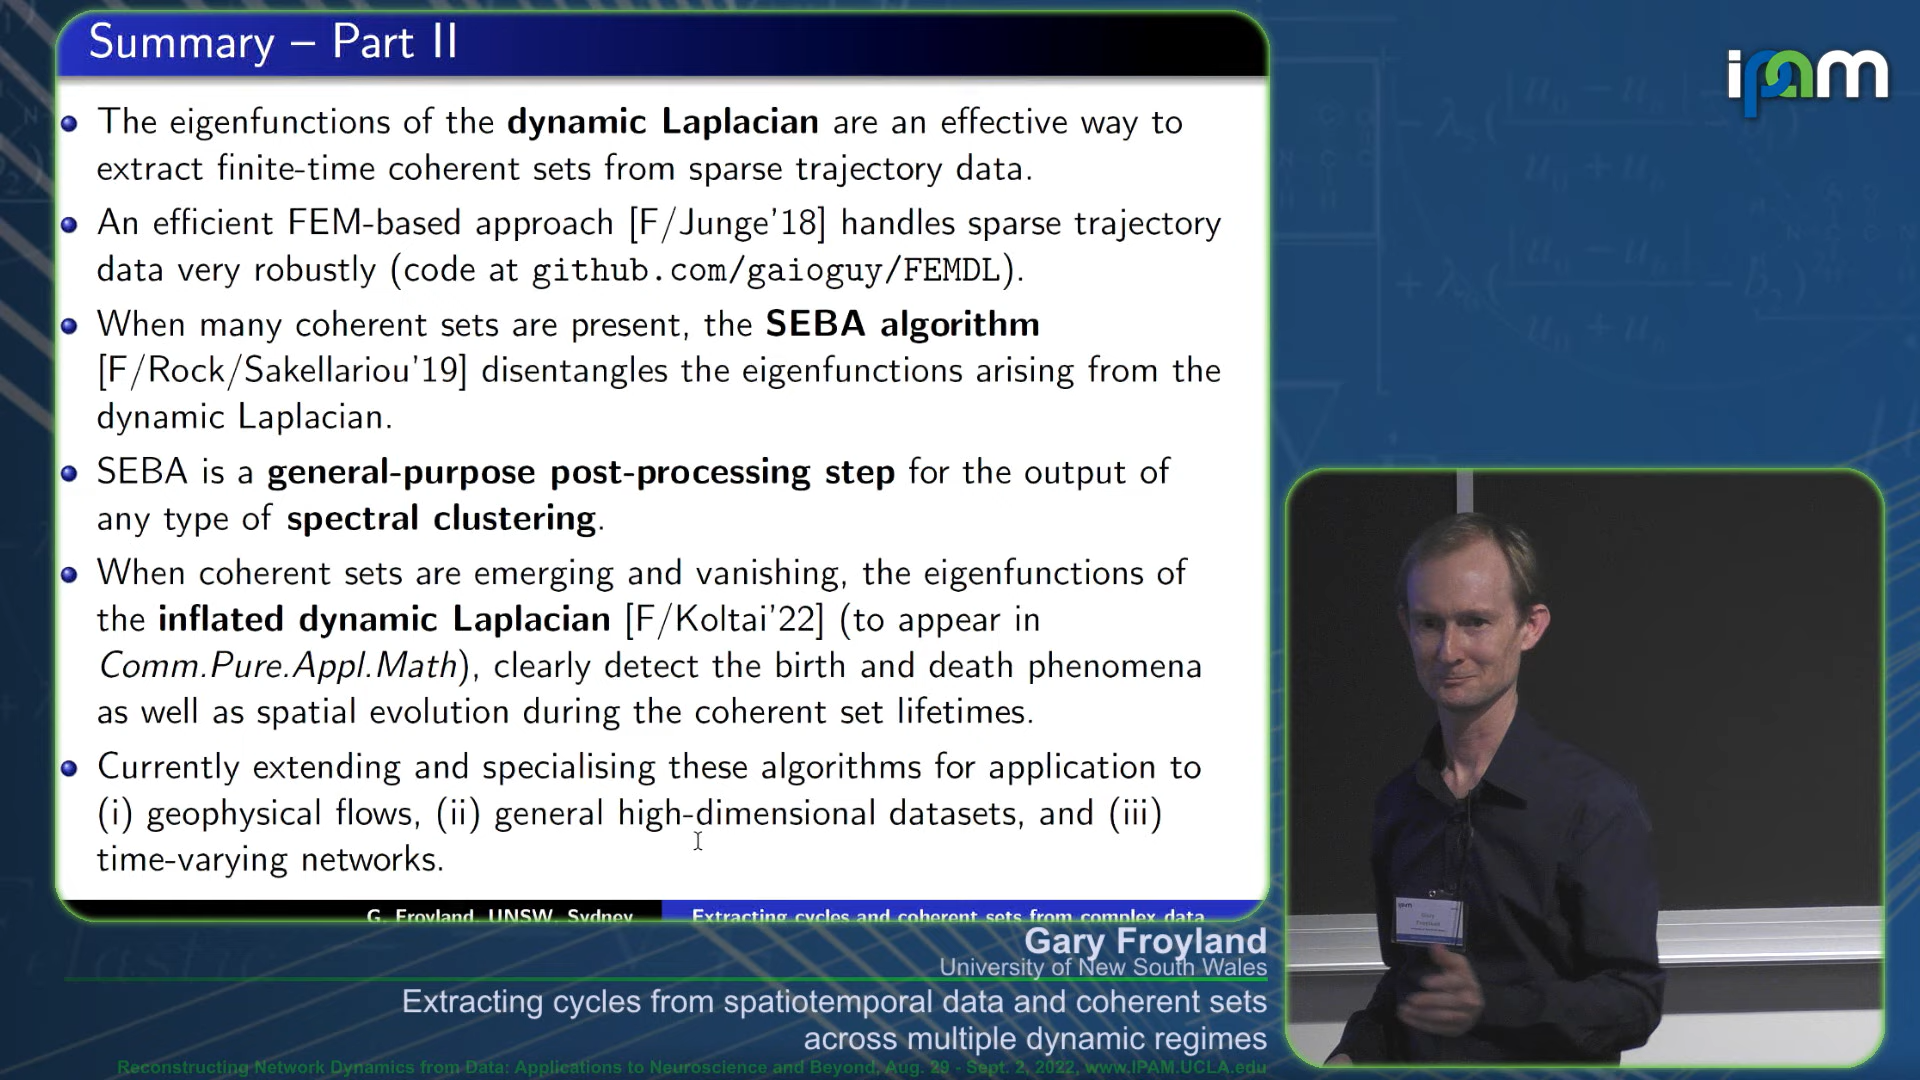 Summary – Part II
ipam
The eigenfunctions of the dynamic Laplacian are an effective way to
extract finite-time coherent sets from sparse trajectory data.
An efficient FEM-based approach [F/Junge'18] handles sparse trajectory
data very robustly (code at github.com/gaioguy/FEMDL).
When many coherent sets are present, the SEBA algorithm
[F/Rock/Sakellariou'19] disentangles the eigenfunctions arising from the
dynamic Laplacian.
SEBA is a general-purpose post-processing step for the output of
any type of spectral clustering.
When coherent sets are emerging and vanishing, the eigenfunctions of
the inflated dynamic Laplacian [F/Koltai'22] (to appear in
Comm.Pure.Appl.Math), clearly detect the birth and death phenomena
as well as spatial evolution during the coherent set lifetimes.
Currently extending and specialising these algorithms for application to
(i) geophysical flows, (ii) general high-dimensional datasets, and (iii)
time-varying networks.
G. Froyland, UNSW, Sydney
Extracting cycles and coherent sets from complex data
Gary Froyland
University of New South Wales
Extracting cycles from spatiotemporal data and coherent sets
across multiple dynamic regimes
Reconstructing Network Dynamics from Data: Applications to Neuroscience and Beyond, Aug. 29 - Sept. 2, 2022, www.IPAM.UCLA.edu